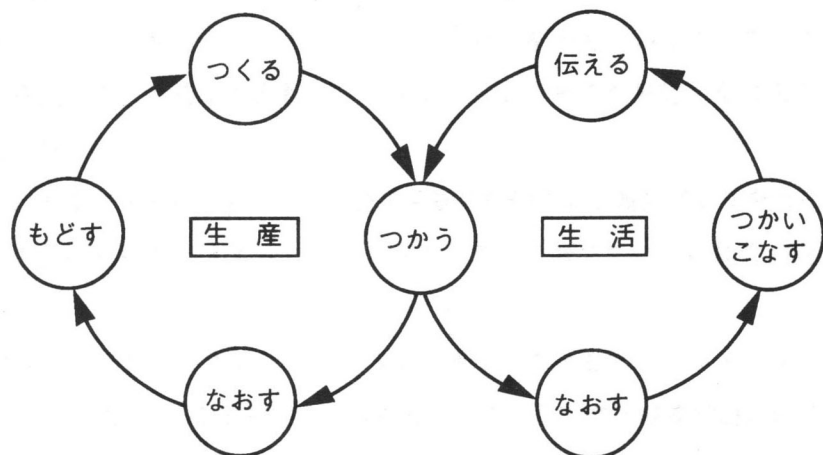 つくる
伝える
もどす
生産
つかう
生活
つかい
こなす
なおす
なおす